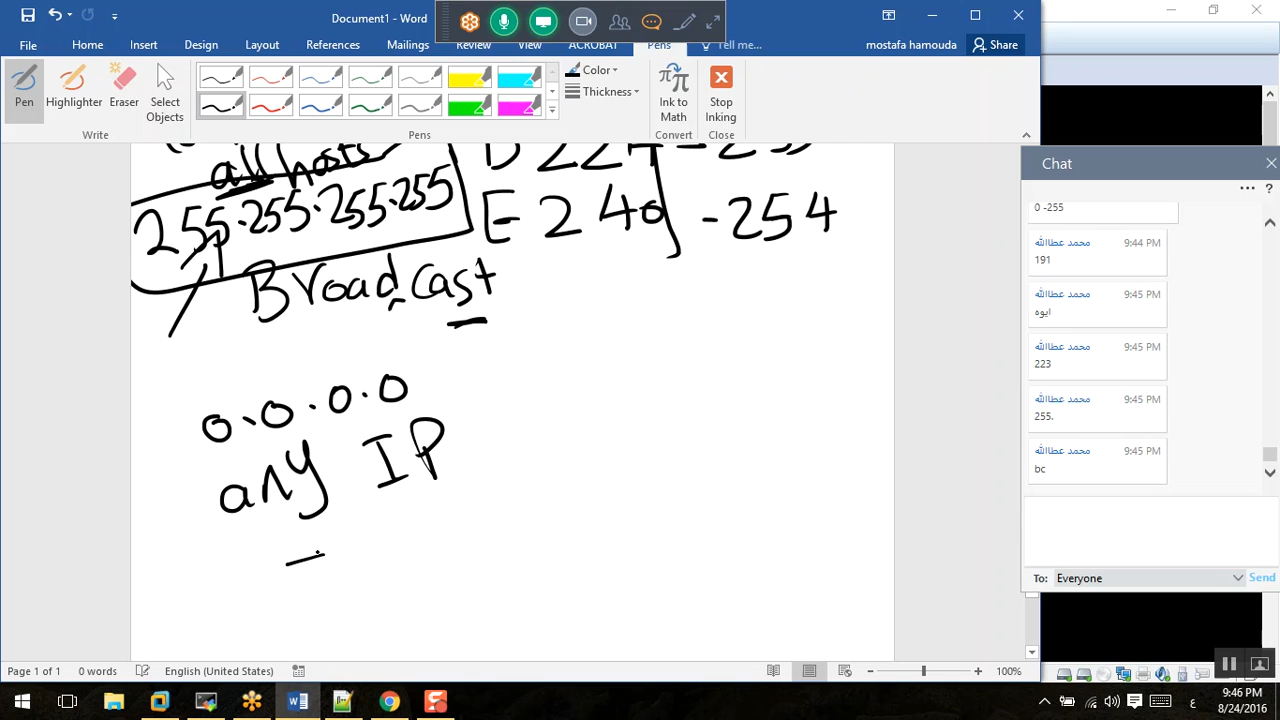 Document1 - Word
File Home Insert Design Layout References Mailings Review View ACROBAT Pens Tell me...
mostafa hamouda Share
Pen Highlighter Eraser Select Objects
Color
Thickness
Ink to Math
Stop Inking
Write Pens Convert Close
all hosts
255.255.255.255
E 240 - 254
Broadcast
0.0.0.0
any IP
Chat
0 -255
محمد عطاالله 9:44 PM
191
محمد عطاالله 9:45 PM
ايوه
محمد عطاالله 9:45 PM
223
محمد عطاالله 9:45 PM
255.
محمد عطاالله 9:45 PM
bc
To: Everyone Send
Page 1 of 1 0 words English (United States) 100%
ع 9:46 PM
8/24/2016